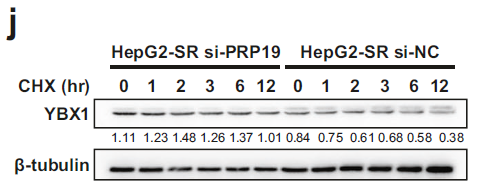 j
HepG2-SR si-PRP19 HepG2-SR si-NC
CHX (hr) 0 1 2 3 6 12 0 1 2 3 6 12
YBX1
1.11 1.23 1.48 1.26 1.37 1.01 0.84 0.75 0.61 0.68 0.58 0.38
β-tubulin